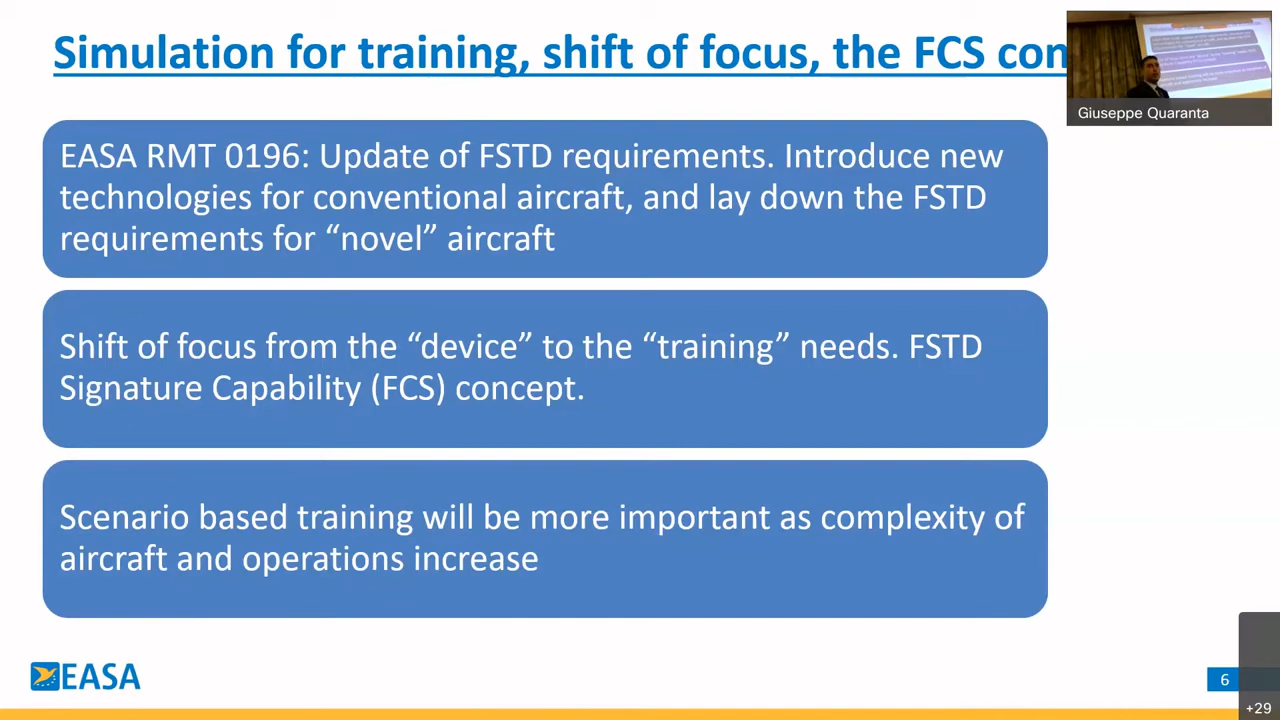 Simulation for training, shift of focus, the FCS con
Giuseppe Quaranta
EASA RMT 0196: Update of FSTD requirements. Introduce new
technologies for conventional aircraft, and lay down the FSTD
requirements for “novel” aircraft
Shift of focus from the “device” to the “training” needs. FSTD
Signature Capability (FCS) concept.
Scenario based training will be more important as complexity of
aircraft and operations increase
EASA
6
+29